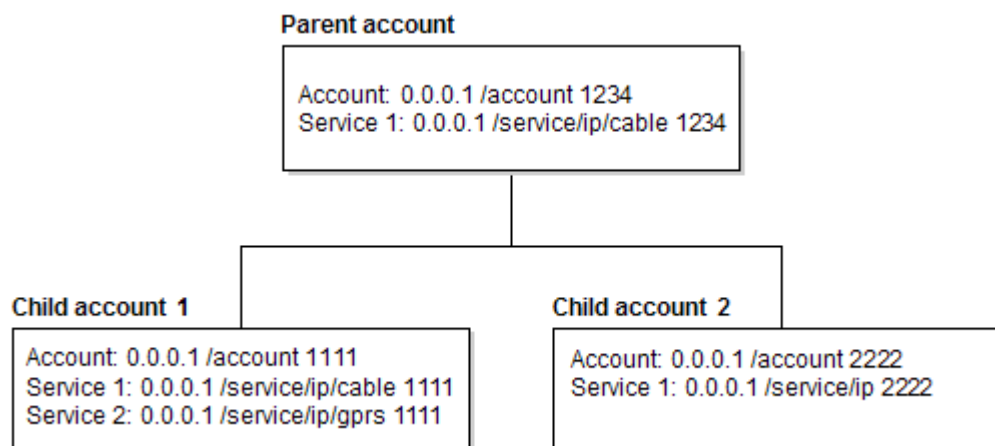 Parent account
Account: 0.0.0.1 /account 1234
Service 1: 0.0.0.1 /service/ip/cable 1234
Child account 1
Account: 0.0.0.1 /account 1111
Service 1: 0.0.0.1 /service/ip/cable 1111
Service 2: 0.0.0.1 /service/ip/gprs 1111
Child account 2
Account: 0.0.0.1 /account 2222
Service 1: 0.0.0.1 /service/ip 2222